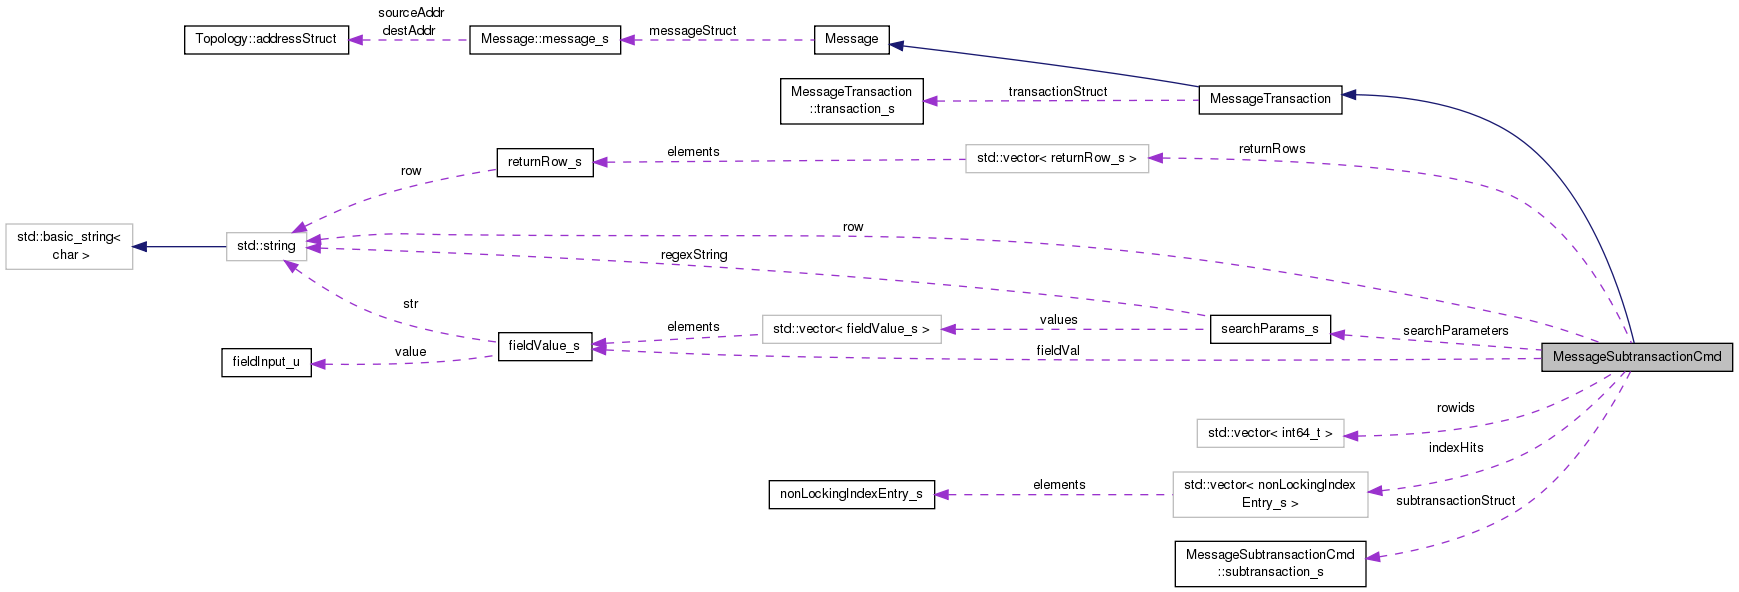 sourceAddr
destAddr
Topology::addressStruct
Message::message_s
messageStruct
Message
MessageTransaction
::transaction_s
transactionStruct
MessageTransaction
returnRow_s
elements
std::vector< returnRow_s >
returnRows
row
std::basic_string<
char >
std::string
row
regexString
str
fieldInput_u
value
fieldValue_s
elements
std::vector< fieldValue_s >
values
searchParams_s
searchParameters
fieldVal
MessageSubtransactionCmd
rowids
std::vector< int64_t >
indexHits
nonLockingIndexEntry_s
elements
std::vector< nonLockingIndex
Entry_s >
subtransactionStruct
MessageSubtransactionCmd
::subtransaction_s